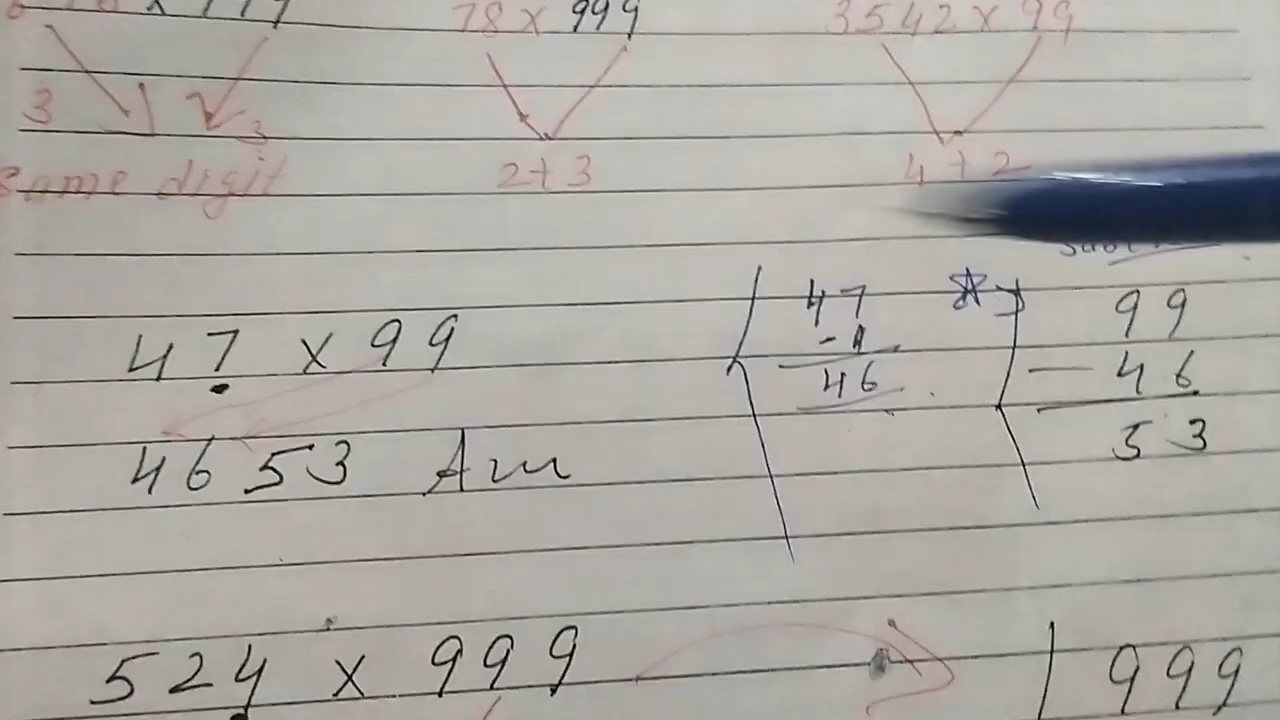 78 x 999 3542 x 99
3 3
Same digit 2+3 4+2
47 x 99 47 99
-1 - 46
46 53
4653 Ans
524 x 999 999